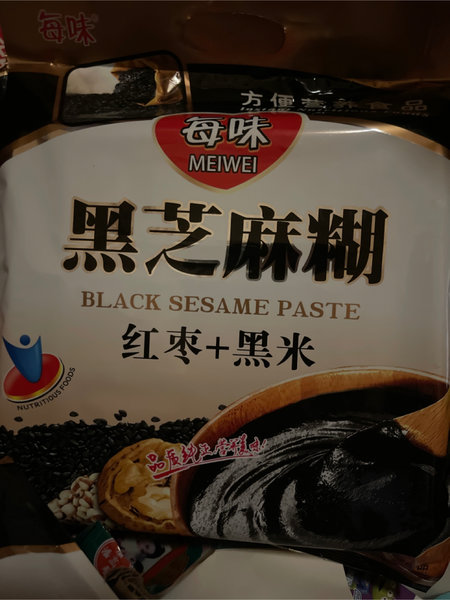 每味
方便营养食品
每味
MEIWEI
黑芝麻糊
BLACK SESAME PASTE
红枣+黑米
NUTRITIOUS FOODS